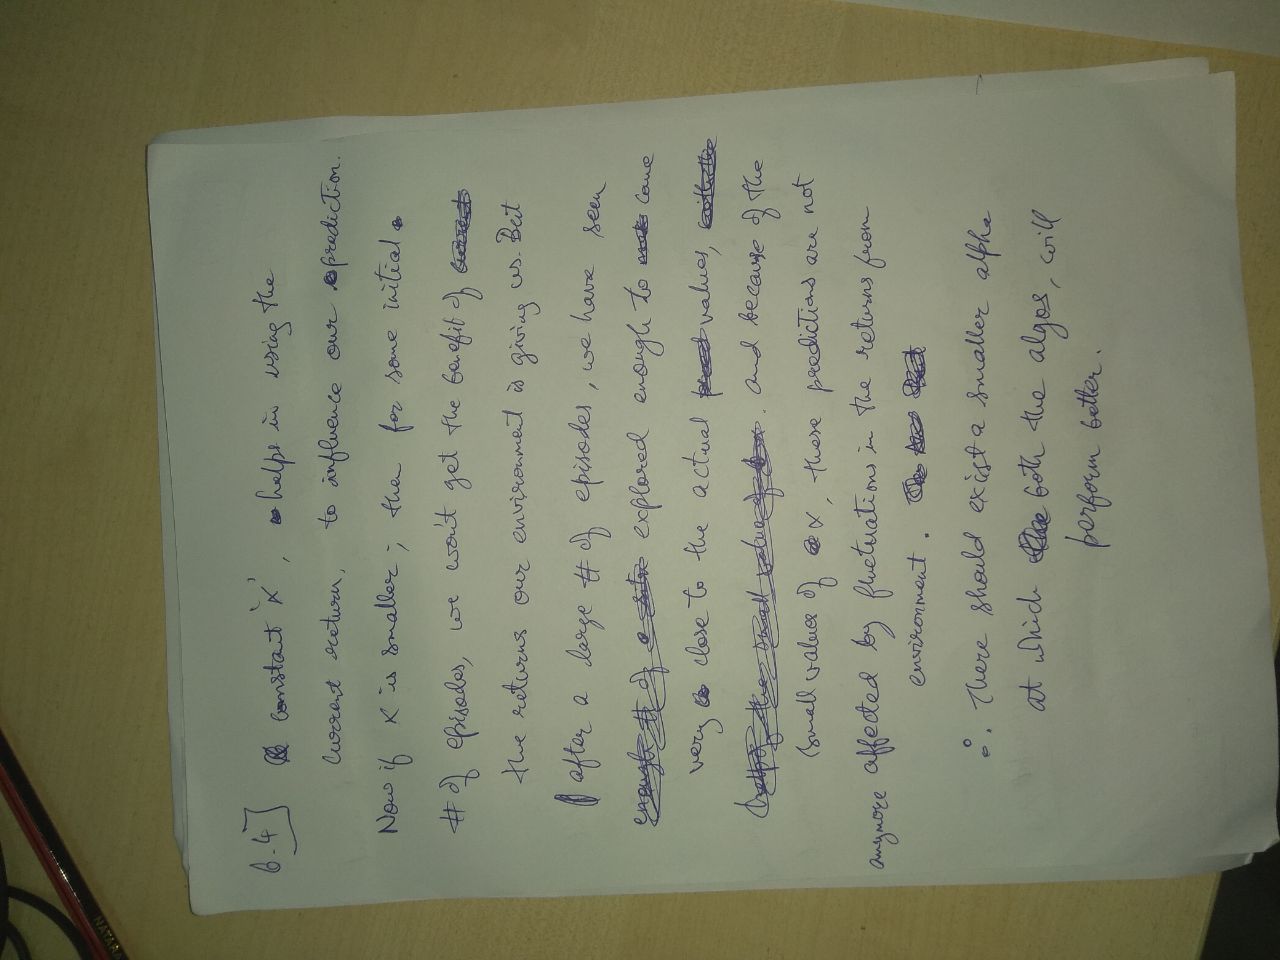 6.4] constant 'α', helps in using the
current return, to influence our prediction.
Now if α is smaller, then for some initial
# of episodes, we won't get the benefit of
the returns our environment is giving us. But
after a large # of episodes, we have seen
explored enough to come
very close to the actual values,
. and because of the
small values of α, these predictions are not
anymore affected by fluctuations in the returns from
environment.
∴ There should exist a smaller alpha
at which both the algos, will
perform better.
NATARA